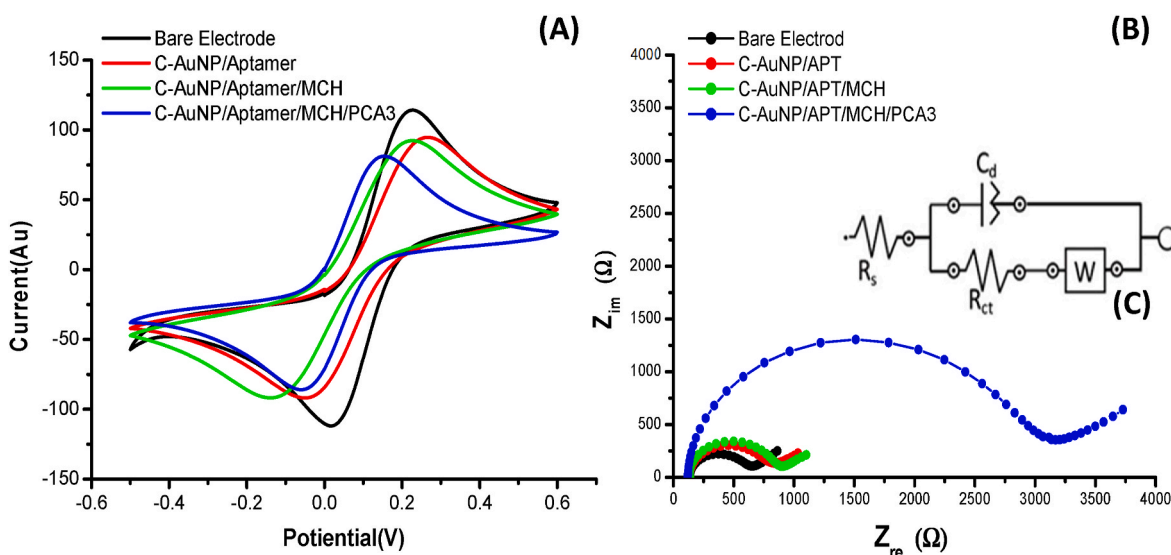 (A)
Bare Electrode
C-AuNP/Aptamer
C-AuNP/Aptamer/MCH
C-AuNP/Aptamer/MCH/PCA3
Current(Au)
150
100
50
0
-50
-100
-150
-0.6
-0.4
-0.2
0.0
0.2
0.4
0.6
Potiential(V)
(B)
Bare Electrod
C-AuNP/APT
C-AuNP/APT/MCH
C-AuNP/APT/MCH/PCA3
Zim (Ω)
4000
3500
3000
2500
2000
1500
1000
500
0
0
500
1000
1500
2000
2500
3000
3500
4000
Zre (Ω)
Cd
Rs
Rct
W
(C)